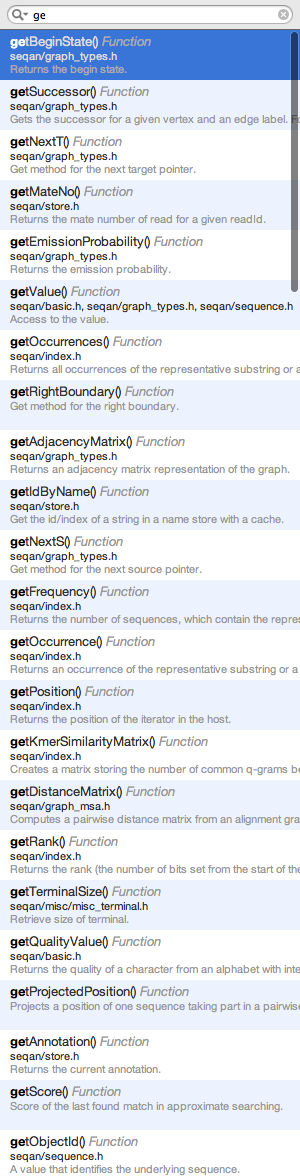 ge
getBeginState() Function
seqan/graph_types.h
Returns the begin state.
getSuccessor() Function
seqan/graph_types.h
Gets the successor for a given vertex and an edge label.
getNextT() Function
seqan/graph_types.h
Get method for the next target pointer.
getMateNo() Function
seqan/store.h
Returns the mate number of read for a given readId.
getEmissionProbability() Function
seqan/graph_types.h
Returns the emission probability.
getValue() Function
seqan/basic.h, seqan/graph_types.h, seqan/sequence.h
Access to the value.
getOccurrences() Function
seqan/index.h
Returns all occurrences of the representative substring or a
getRightBoundary() Function
Get method for the right boundary.
getAdjacencyMatrix() Function
seqan/graph_types.h
Returns an adjacency matrix representation of the graph.
getIdByName() Function
seqan/store.h
Get the id/index of a string in a name store with a cache.
getNextS() Function
seqan/graph_types.h
Get method for the next source pointer.
getFrequency() Function
seqan/index.h
Returns the number of sequences, which contain the repres
getOccurrence() Function
seqan/index.h
Returns an occurrence of the representative substring or a
getPosition() Function
seqan/index.h
Returns the position of the iterator in the host.
getKmerSimilarityMatrix() Function
seqan/index.h
Creates a matrix storing the number of common q-grams be
getDistanceMatrix() Function
seqan/graph_msa.h
Computes a pairwise distance matrix from an alignment gra
getRank() Function
seqan/index.h
Returns the rank (the number of bits set from the start of the
getTerminalSize() Function
seqan/misc/misc_terminal.h
Retrieve size of terminal.
getQualityValue() Function
seqan/basic.h
Returns the quality of a character from an alphabet with inte
getProjectedPosition() Function
Projects a position of one sequence taking part in a pairwise
getAnnotation() Function
seqan/store.h
Returns the current annotation.
getScore() Function
Score of the last found match in approximate searching.
getObjectId() Function
seqan/sequence.h
A value that identifies the underlying sequence.